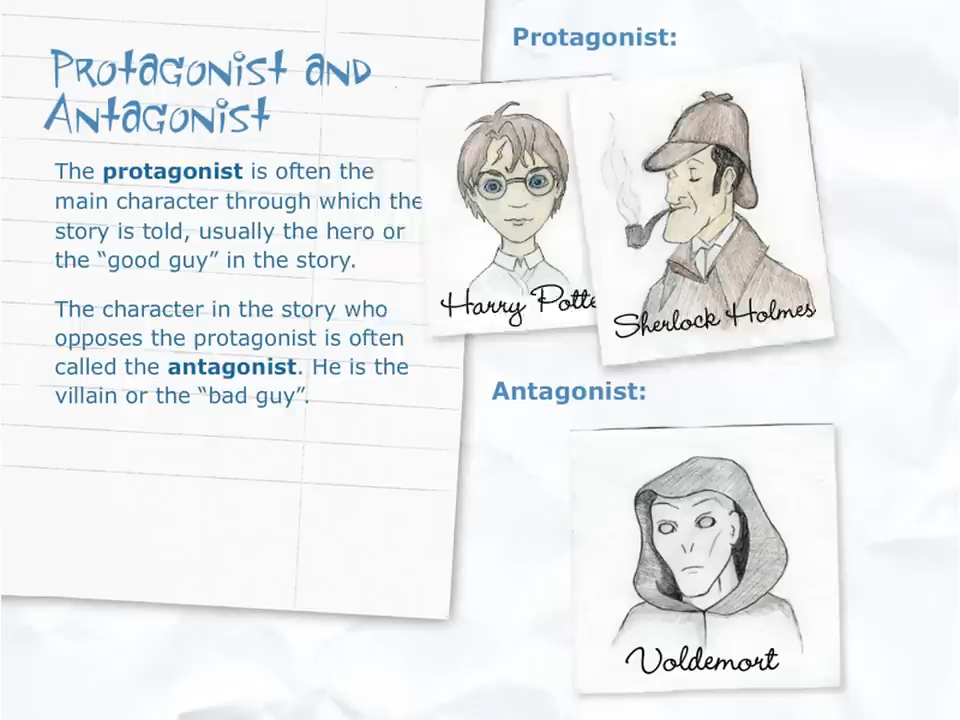 Protagonist and
Antagonist
The protagonist is often the
main character through which the
story is told, usually the hero or
the “good guy” in the story.
The character in the story who
opposes the protagonist is often
called the antagonist. He is the
villain or the “bad guy”.
Protagonist:
Harry Potte
Sherlock Holmes
Antagonist:
Voldemort